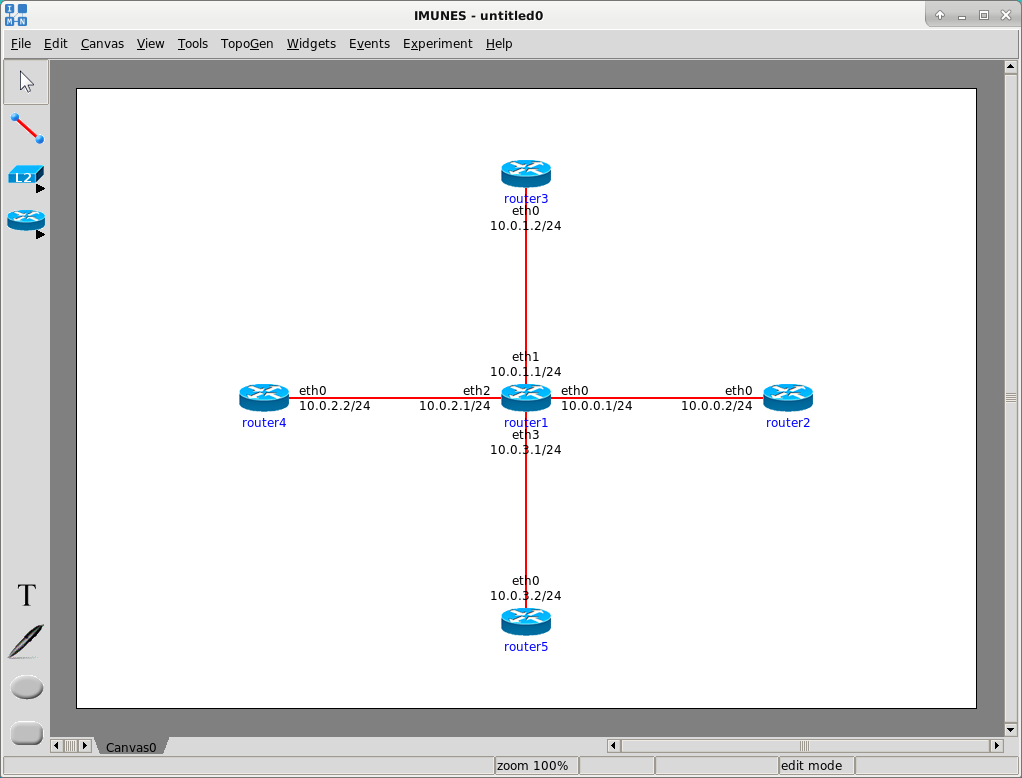 IMUNES - untitled0
File Edit Canvas View Tools TopoGen Widgets Events Experiment Help
L2
router3
eth0
10.0.1.2/24
eth1
10.0.1.1/24
eth0
10.0.2.2/24
router4
eth2
10.0.2.1/24
router1
eth0
10.0.0.1/24
eth0
10.0.0.2/24
router2
eth3
10.0.3.1/24
eth0
10.0.3.2/24
router5
T
Canvas0
zoom 100%
edit mode